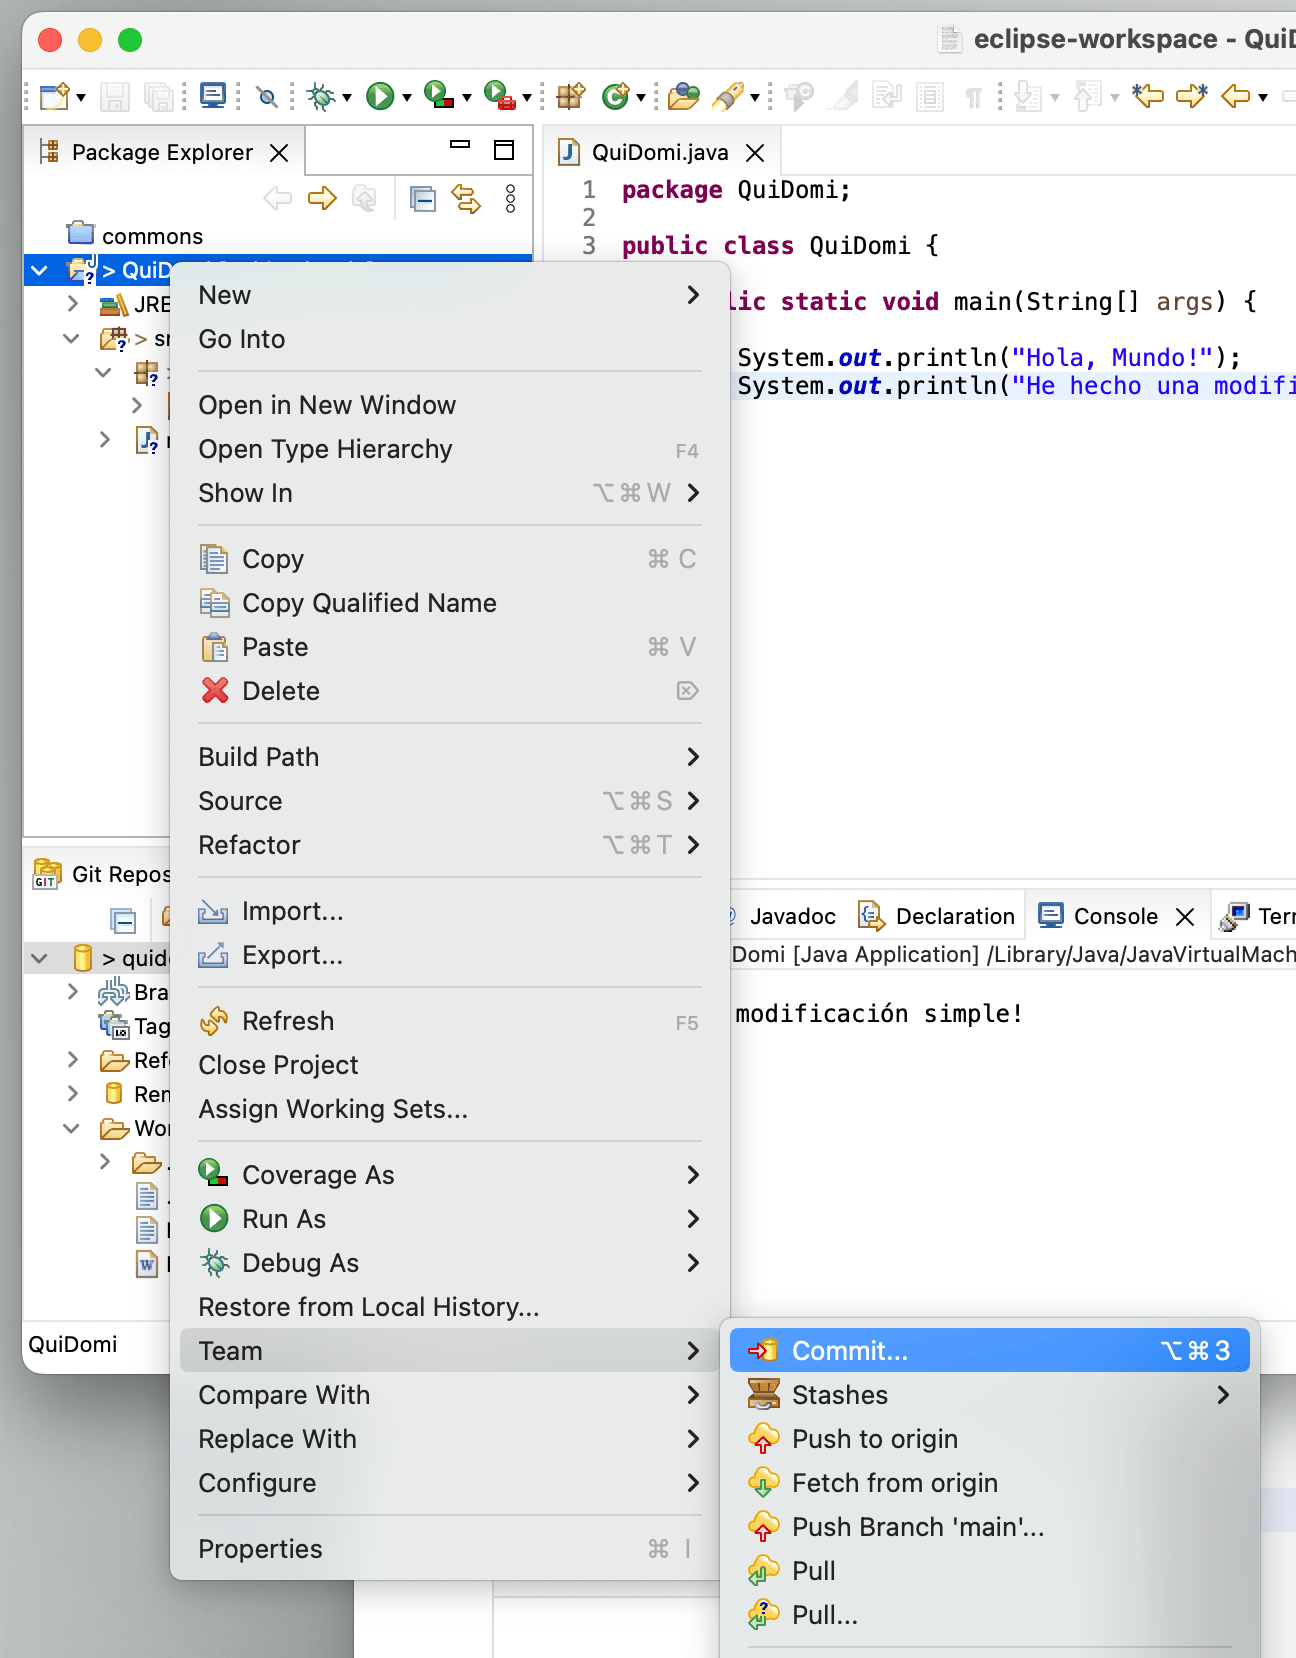 eclipse-workspace - QuiD
Package Explorer
QuiDomi.java
commons
> QuiD
JRE
>
Git Repos
> quid
Bra
Tag
Ref
Rem
Wor
QuiDomi
1 package QuiDomi;
2
3 public class QuiDomi {
lic static void main(String[] args) {
System.out.println("Hola, Mundo!");
System.out.println("He hecho una modifi
Javadoc
Declaration
Console
Domi [Java Application] /Library/Java/JavaVirtualMach
modificación simple!
New
Go Into
Open in New Window
Open Type Hierarchy F4
Show In ⌥⌘W
Copy ⌘ C
Copy Qualified Name
Paste ⌘ V
Delete
Build Path
Source ⌥⌘S
Refactor ⌥⌘T
Import...
Export...
Refresh F5
Close Project
Assign Working Sets...
Coverage As
Run As
Debug As
Restore from Local History...
Team
Compare With
Replace With
Configure
Properties ⌘ I
Commit... ⌥⌘3
Stashes
Push to origin
Fetch from origin
Push Branch 'main'...
Pull
Pull...